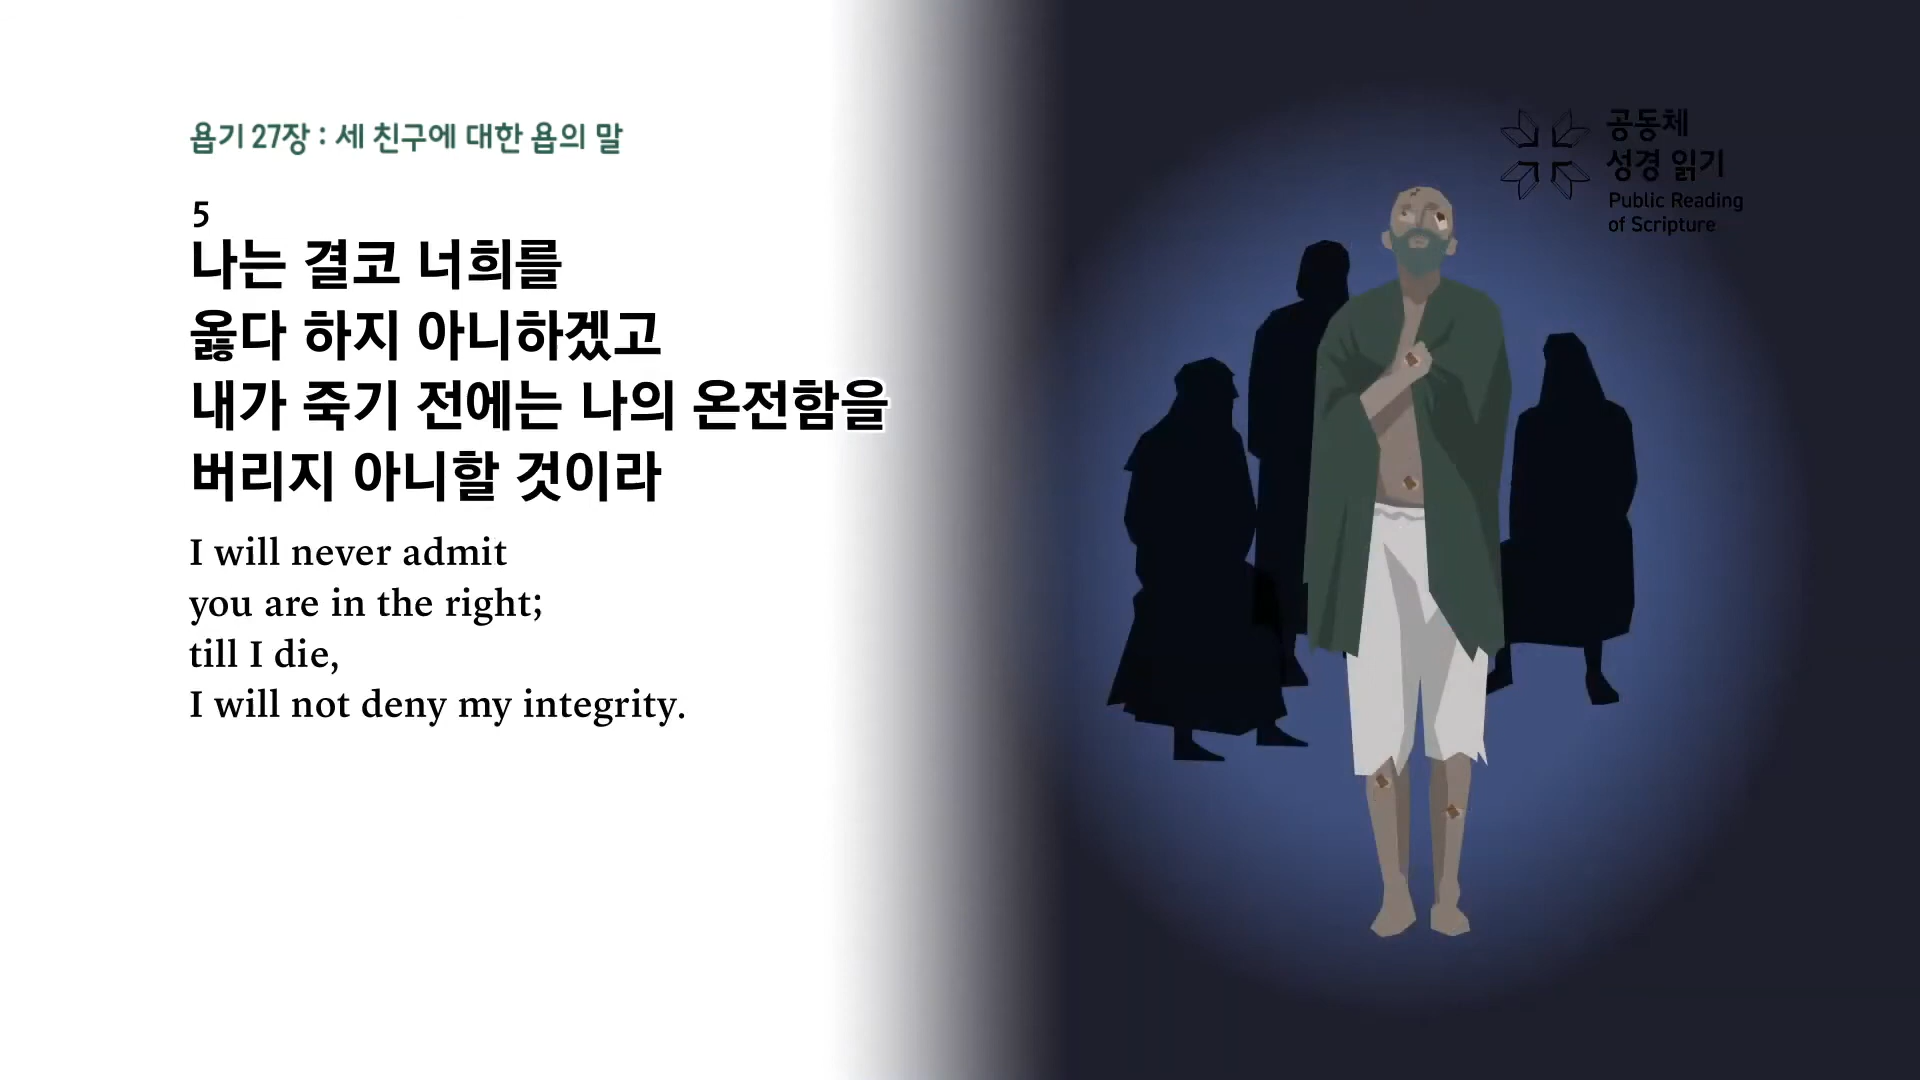 욥기 27장 : 세 친구에 대한 욥의 말
5
나는 결코 너희를
옳다 하지 아니하겠고
내가 죽기 전에는 나의 온전함을
버리지 아니할 것이라
I will never admit
you are in the right;
till I die,
I will not deny my integrity.
공동체
성경 읽기
Public Reading
of Scripture